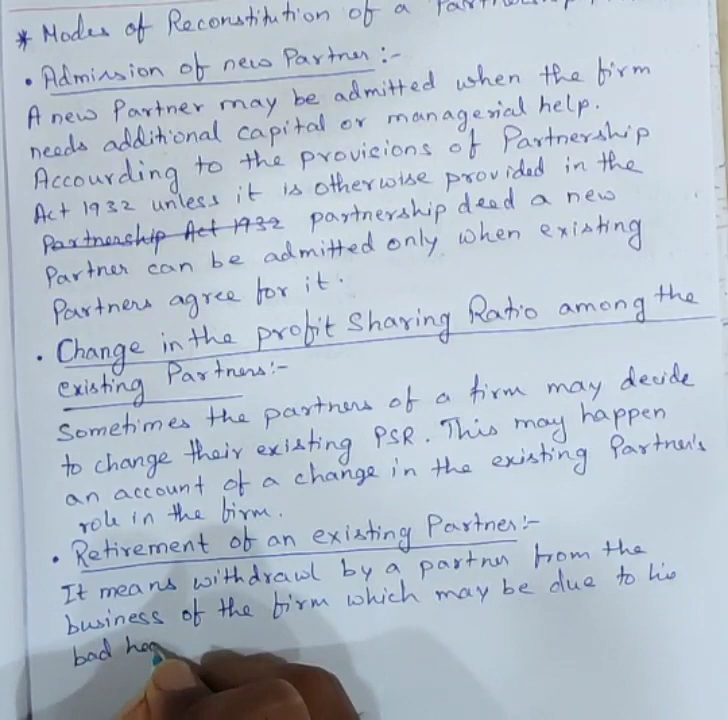 * Modes of Reconstitution of a
• Admission of new Partner :-
A new Partner may be admitted when the firm
needs additional capital or managerial help.
Accourding to the provisions of Partnership
Act 1932 unless it is otherwise provided in the
Partnership Act 1932 partnership deed a new
Partner can be admitted only when existing
Partners agree for it.
• Change in the profit Sharing Ratio among the
existing Partners:-
Sometimes the partners of a firm may decide
to change their existing PSR. This may happen
an account of a change in the existing Partner's
role in the firm.
• Retirement of an existing Partner:-
It means withdrawl by a partner from the
business of the firm which may be due to his
bad hea